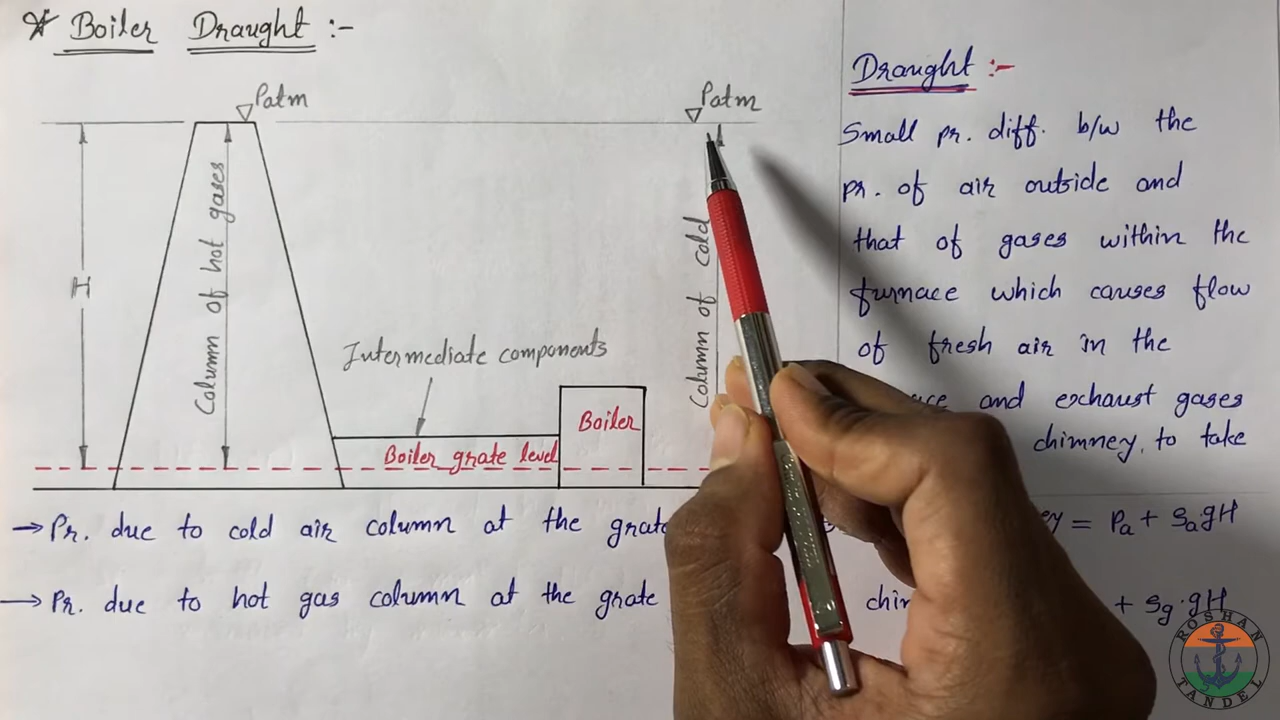 * Boiler Draught :-
Patm
Patm
H
Column of hot gases
Column of cold
Intermediate components
Boiler
Boiler grate level
Draught :-
Small pr. diff. b/w the
pr. of air outside and
that of gases within the
furnace which causes flow
of fresh air in the
and exhaust gases
chimney, to take
→ Pr. due to cold air column at the grate = Pa + ρagH
→ Pr. due to hot gas column at the grate + ρg.gH
ROSHAN
TANDEL